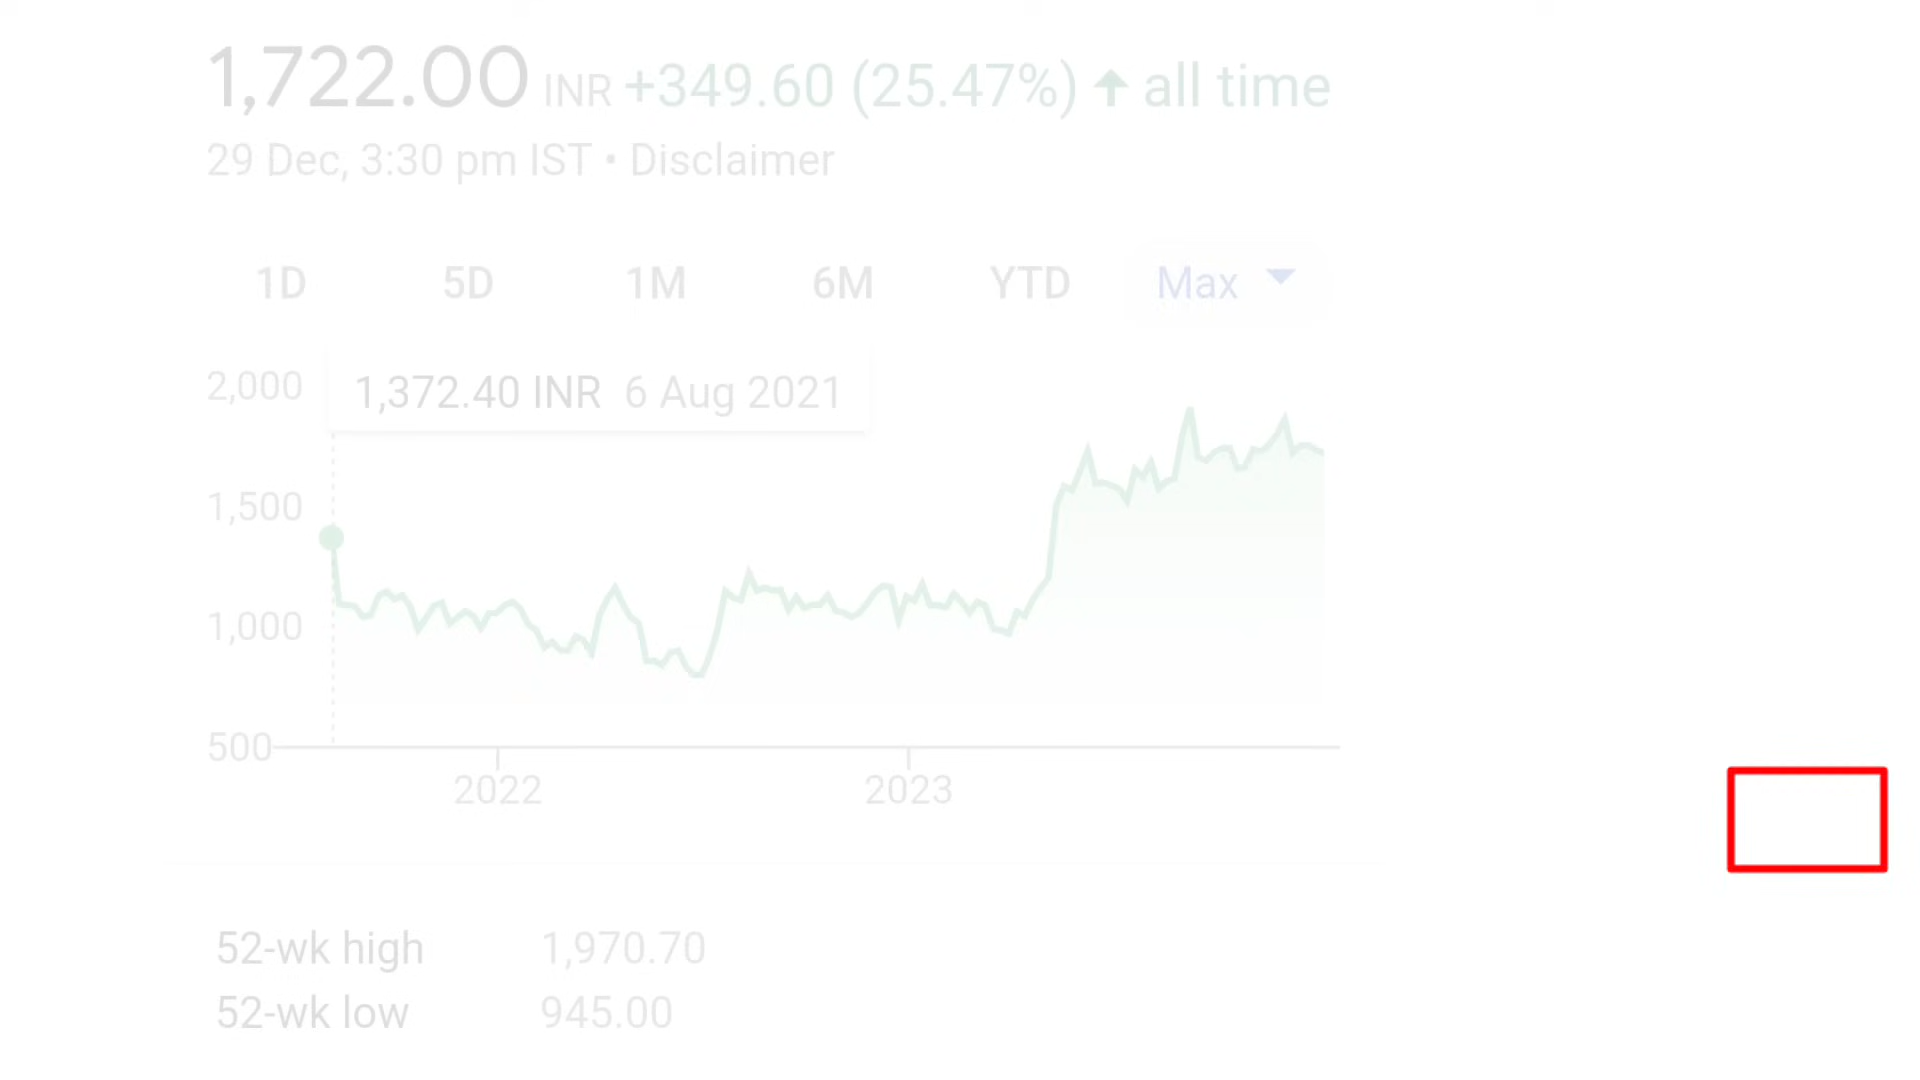 1,722.00 INR +349.60 (25.47%) ↑ all time
29 Dec, 3:30 pm IST • Disclaimer
1D 5D 1M 6M YTD Max
1,372.40 INR 6 Aug 2021
2,000
1,500
1,000
500
2022 2023
52-wk high 1,970.70
52-wk low 945.00